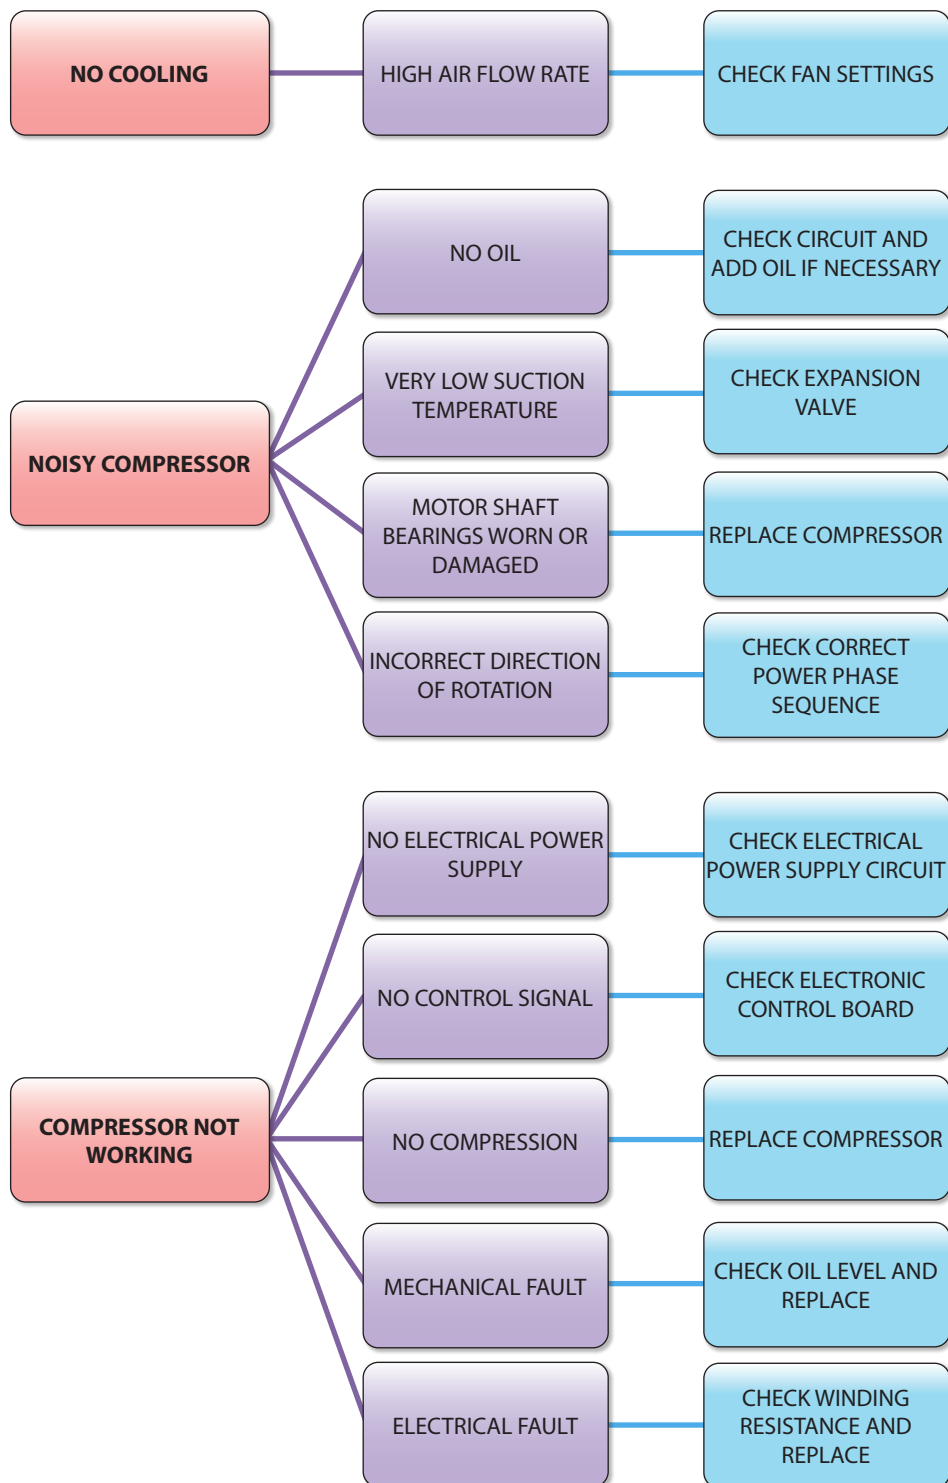 NO COOLING
HIGH AIR FLOW RATE
CHECK FAN SETTINGS
NOISY COMPRESSOR
NO OIL
CHECK CIRCUIT AND
ADD OIL IF NECESSARY
VERY LOW SUCTION
TEMPERATURE
CHECK EXPANSION
VALVE
MOTOR SHAFT
BEARINGS WORN OR
DAMAGED
REPLACE COMPRESSOR
INCORRECT DIRECTION
OF ROTATION
CHECK CORRECT
POWER PHASE
SEQUENCE
COMPRESSOR NOT
WORKING
NO ELECTRICAL POWER
SUPPLY
CHECK ELECTRICAL
POWER SUPPLY CIRCUIT
NO CONTROL SIGNAL
CHECK ELECTRONIC
CONTROL BOARD
NO COMPRESSION
REPLACE COMPRESSOR
MECHANICAL FAULT
CHECK OIL LEVEL AND
REPLACE
ELECTRICAL FAULT
CHECK WINDING
RESISTANCE AND
REPLACE